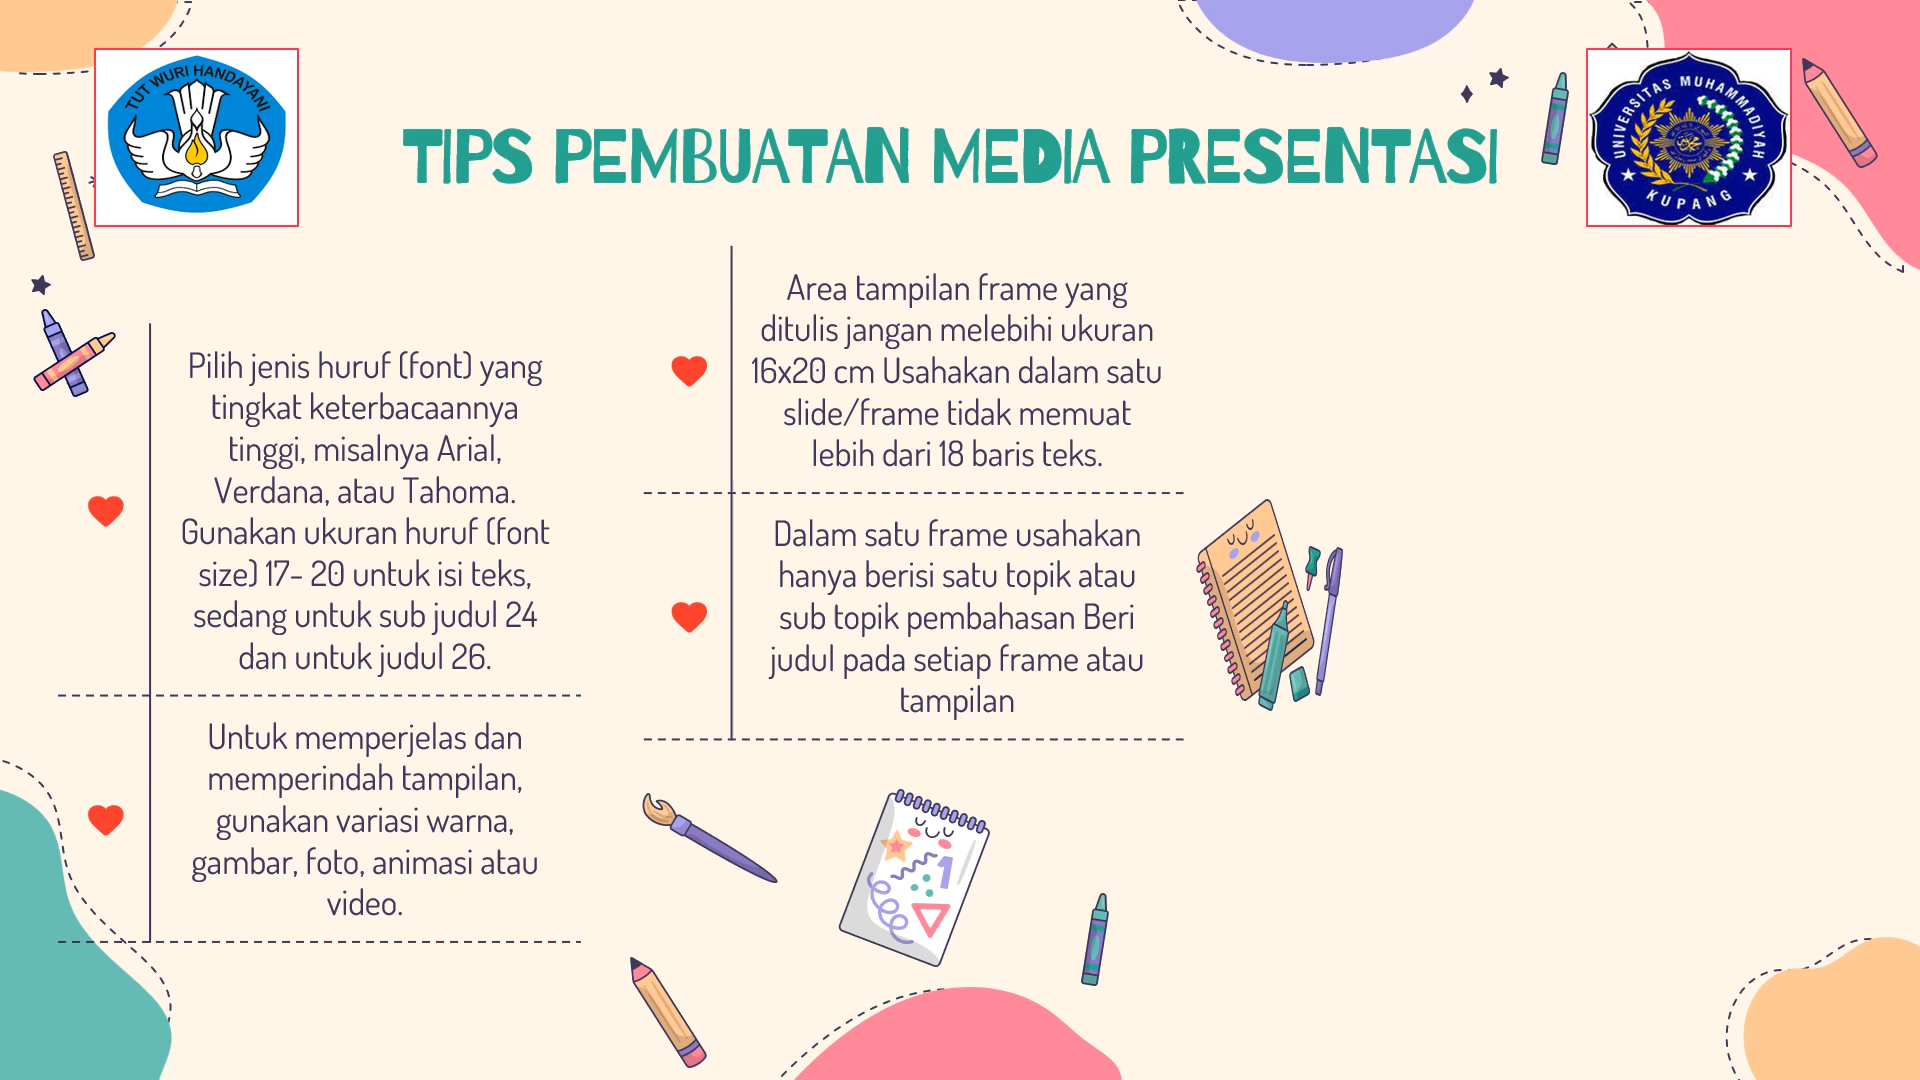 TUT WURI HANDAYANI
UNIVERSITAS MUHAMMADIYAH
KUPANG
TIPS PEMBUATAN MEDIA PRESENTASI
Pilih jenis huruf (font) yang
tingkat keterbacaannya
tinggi, misalnya Arial,
Verdana, atau Tahoma.
Gunakan ukuran huruf (font
size) 17- 20 untuk isi teks,
sedang untuk sub judul 24
dan untuk judul 26.
Untuk memperjelas dan
memperindah tampilan,
gunakan variasi warna,
gambar, foto, animasi atau
video.
Area tampilan frame yang
ditulis jangan melebihi ukuran
16x20 cm Usahakan dalam satu
slide/frame tidak memuat
lebih dari 18 baris teks.
Dalam satu frame usahakan
hanya berisi satu topik atau
sub topik pembahasan Beri
judul pada setiap frame atau
tampilan
1